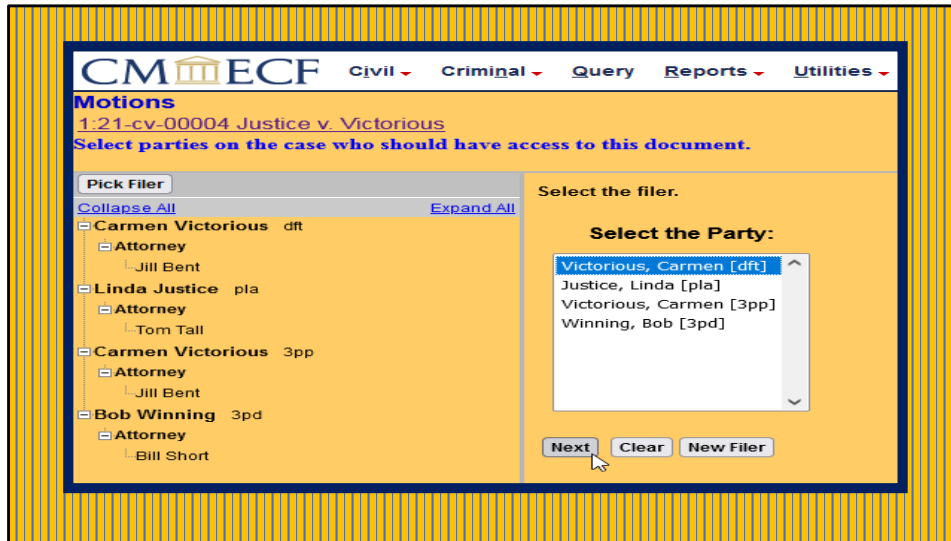 CM ECF Civil Criminal Query Reports Utilities
Motions
1:21-cv-00004 Justice v. Victorious
Select parties on the case who should have access to this document.
Pick Filer
Collapse All Expand All
Carmen Victorious dft
Attorney
Jill Bent
Linda Justice pla
Attorney
Tom Tall
Carmen Victorious 3pp
Attorney
Jill Bent
Bob Winning 3pd
Attorney
Bill Short
Select the filer.
Select the Party:
Victorious, Carmen [dft]
Justice, Linda [pla]
Victorious, Carmen [3pp]
Winning, Bob [3pd]
Next Clear New Filer